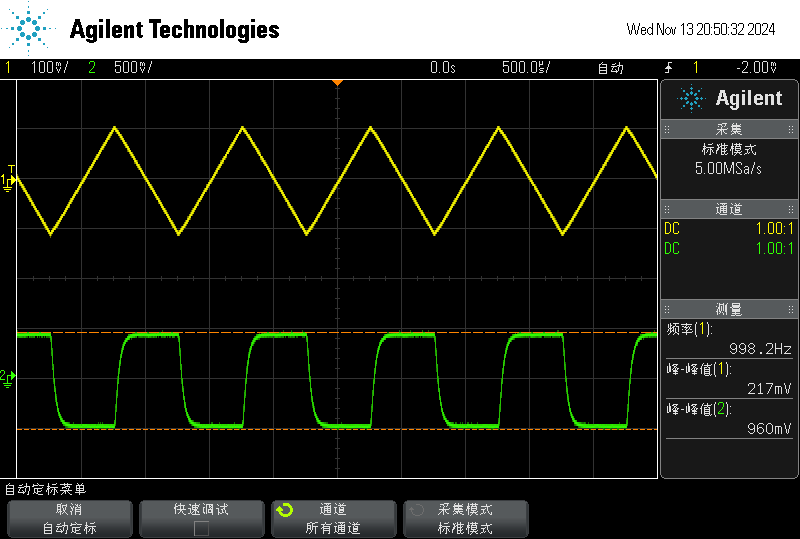 Agilent Technologies
Wed Nov 13 20:50:32 2024
1 100mV/ 2 500mV/ 0.0s 500.0µs/ 自动 1 -2.00mV
Agilent
采集
标准模式
5.00MSa/s
通道
DC 1.00:1
DC 1.00:1
测量
频率(1):
998.2Hz
峰-峰值(1):
217mV
峰-峰值(2):
960mV
T
1
2
自动定标菜单
取消
自动定标
快速调试
通道
所有通道
采集模式
标准模式